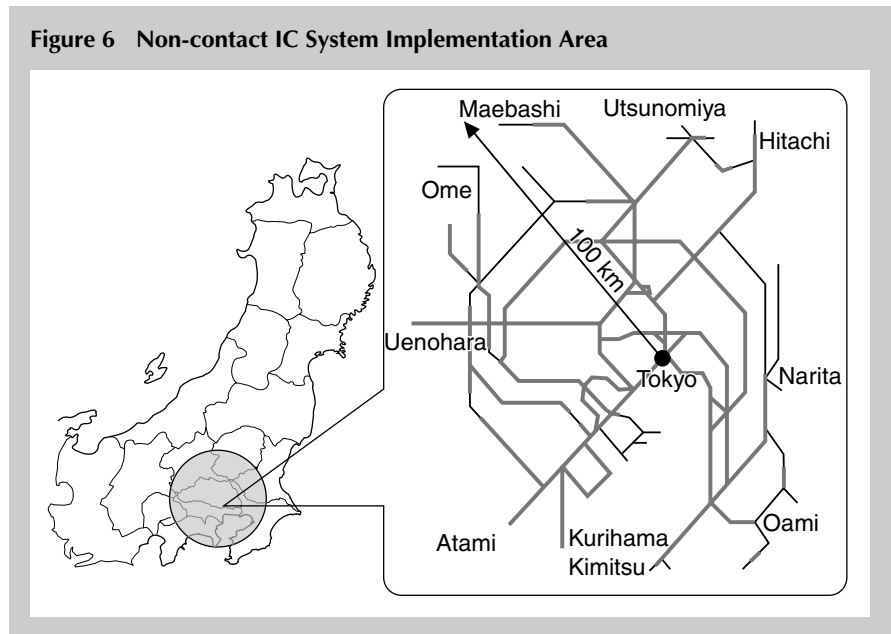 Figure 6 Non-contact IC System Implementation Area
Maebashi
Utsunomiya
Hitachi
Ome
100 km
Uenohara
Tokyo
Narita
Atami
Kurihama
Kimitsu
Oami